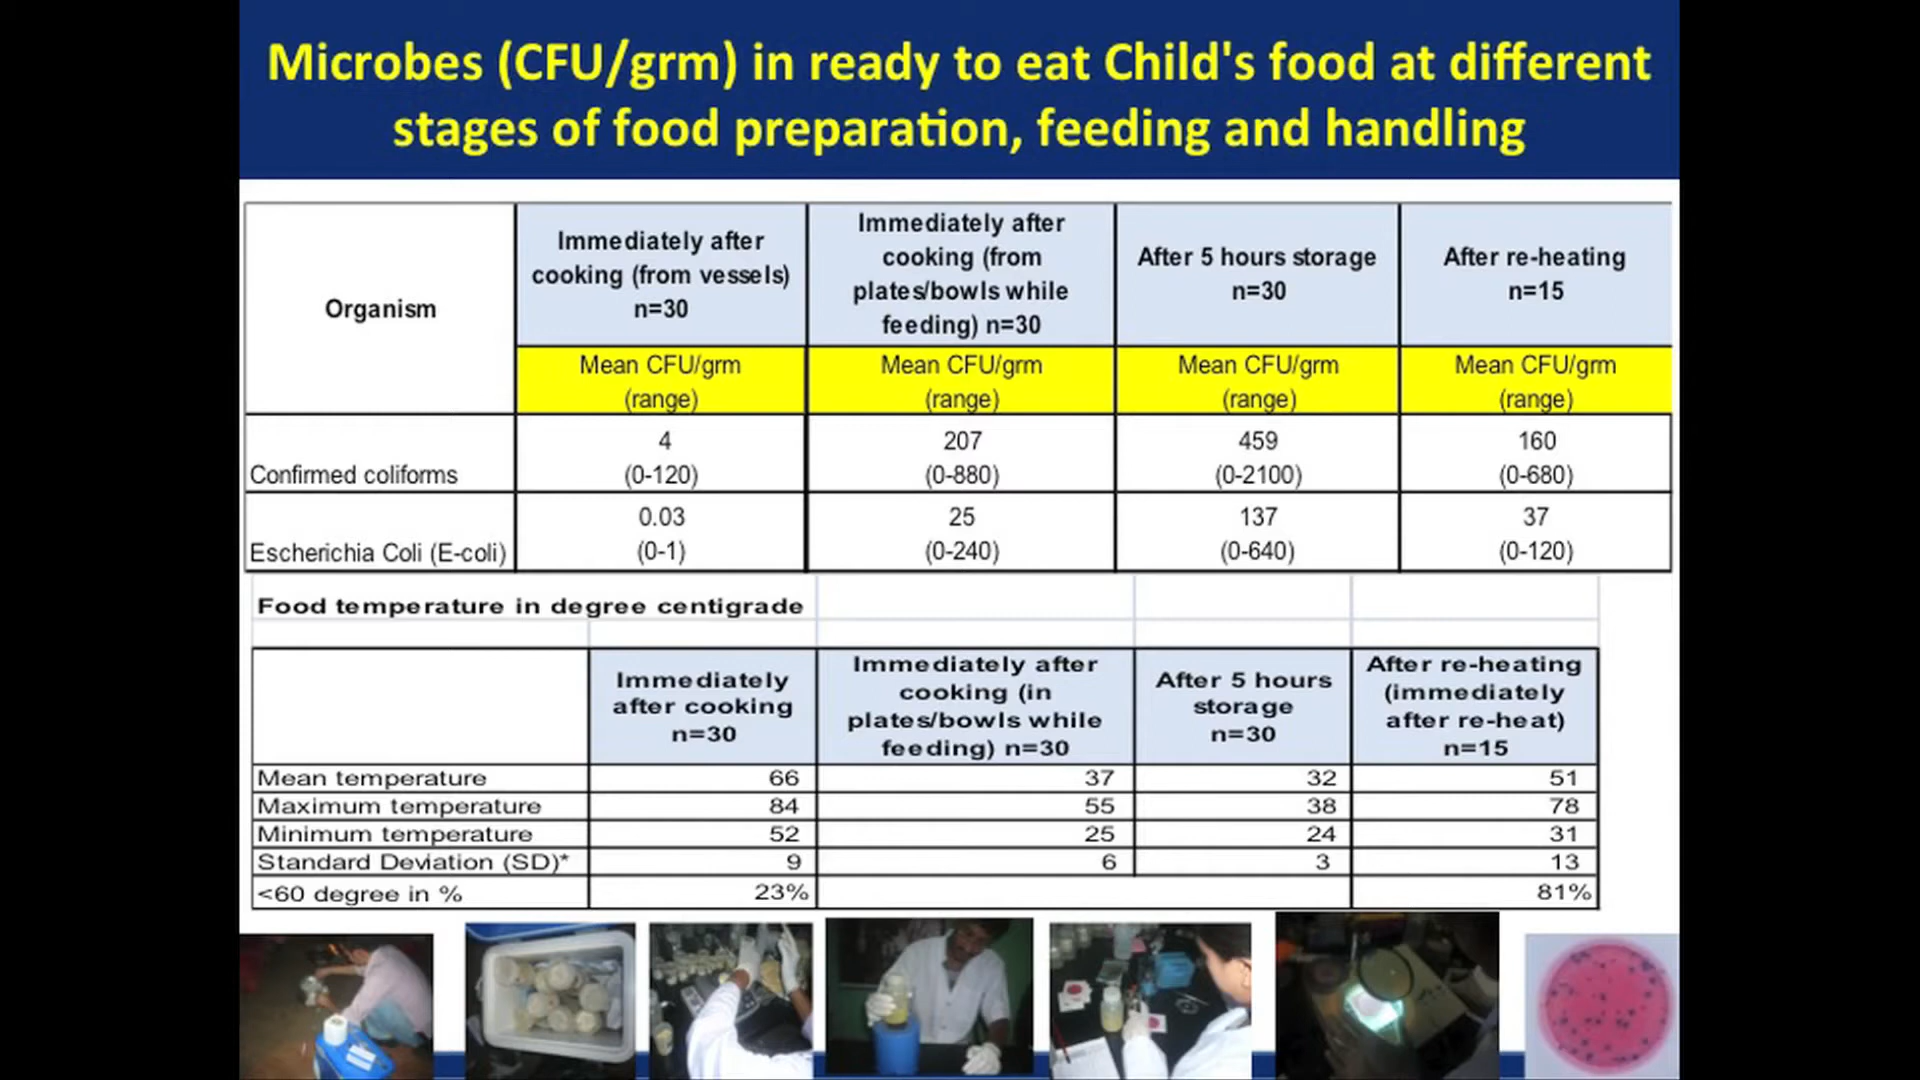 Microbes (CFU/grm) in ready to eat Child's food at different
stages of food preparation, feeding and handling
Organism
Immediately after
cooking (from vessels)
n=30
Immediately after
cooking (from
plates/bowls while
feeding) n=30
After 5 hours storage
n=30
After re-heating
n=15
Mean CFU/grm
(range)
Mean CFU/grm
(range)
Mean CFU/grm
(range)
Mean CFU/grm
(range)
Confirmed coliforms
4
(0-120)
207
(0-880)
459
(0-2100)
160
(0-680)
Escherichia Coli (E-coli)
0.03
(0-1)
25
(0-240)
137
(0-640)
37
(0-120)
Food temperature in degree centigrade
Immediately
after cooking
n=30
Immediately after
cooking (in
plates/bowls while
feeding) n=30
After 5 hours
storage
n=30
After re-heating
(immediately
after re-heat)
n=15
Mean temperature 66 37 32 51
Maximum temperature 84 55 38 78
Minimum temperature 52 25 24 31
Standard Deviation (SD)* 9 6 3 13
<60 degree in % 23% 81%